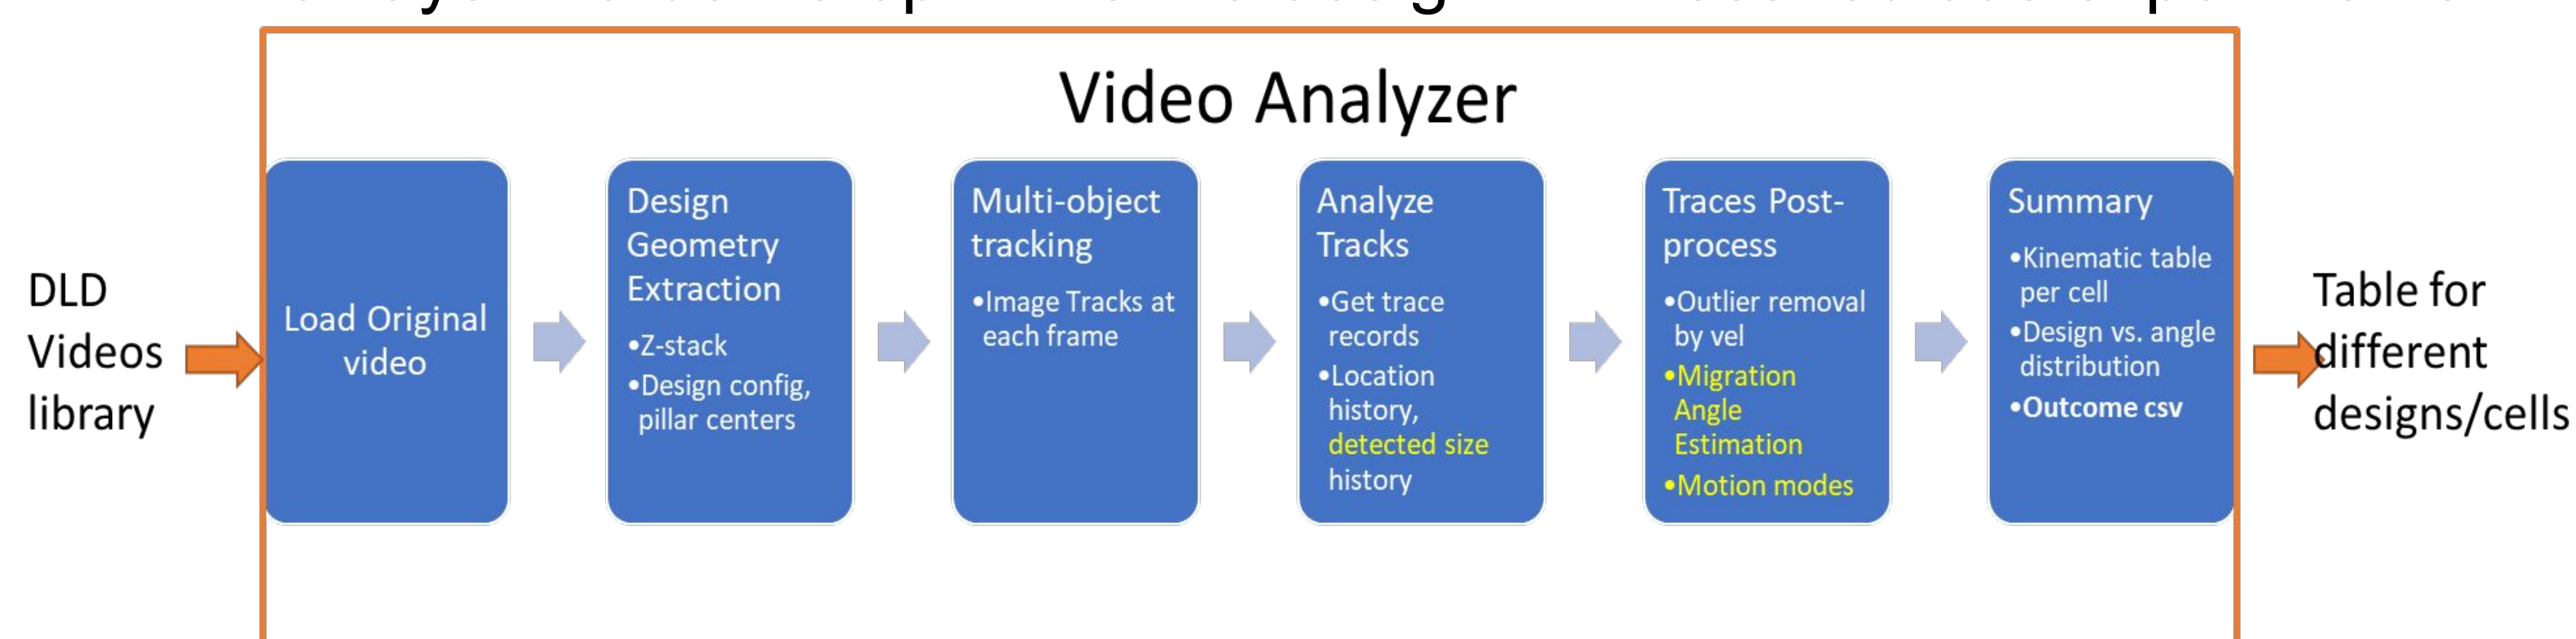 Video Analyzer
DLD
Videos
library
Load Original
video
Design
Geometry
Extraction
•Z-stack
•Design config,
pillar centers
Multi-object
tracking
•Image Tracks at
each frame
Analyze
Tracks
•Get trace
records
•Location
history,
detected size
history
Traces Post-
process
•Outlier removal
by vel
•Migration
Angle
Estimation
•Motion modes
Summary
•Kinematic table
per cell
•Design vs. angle
distribution
•Outcome csv
Table for
different
designs/cells